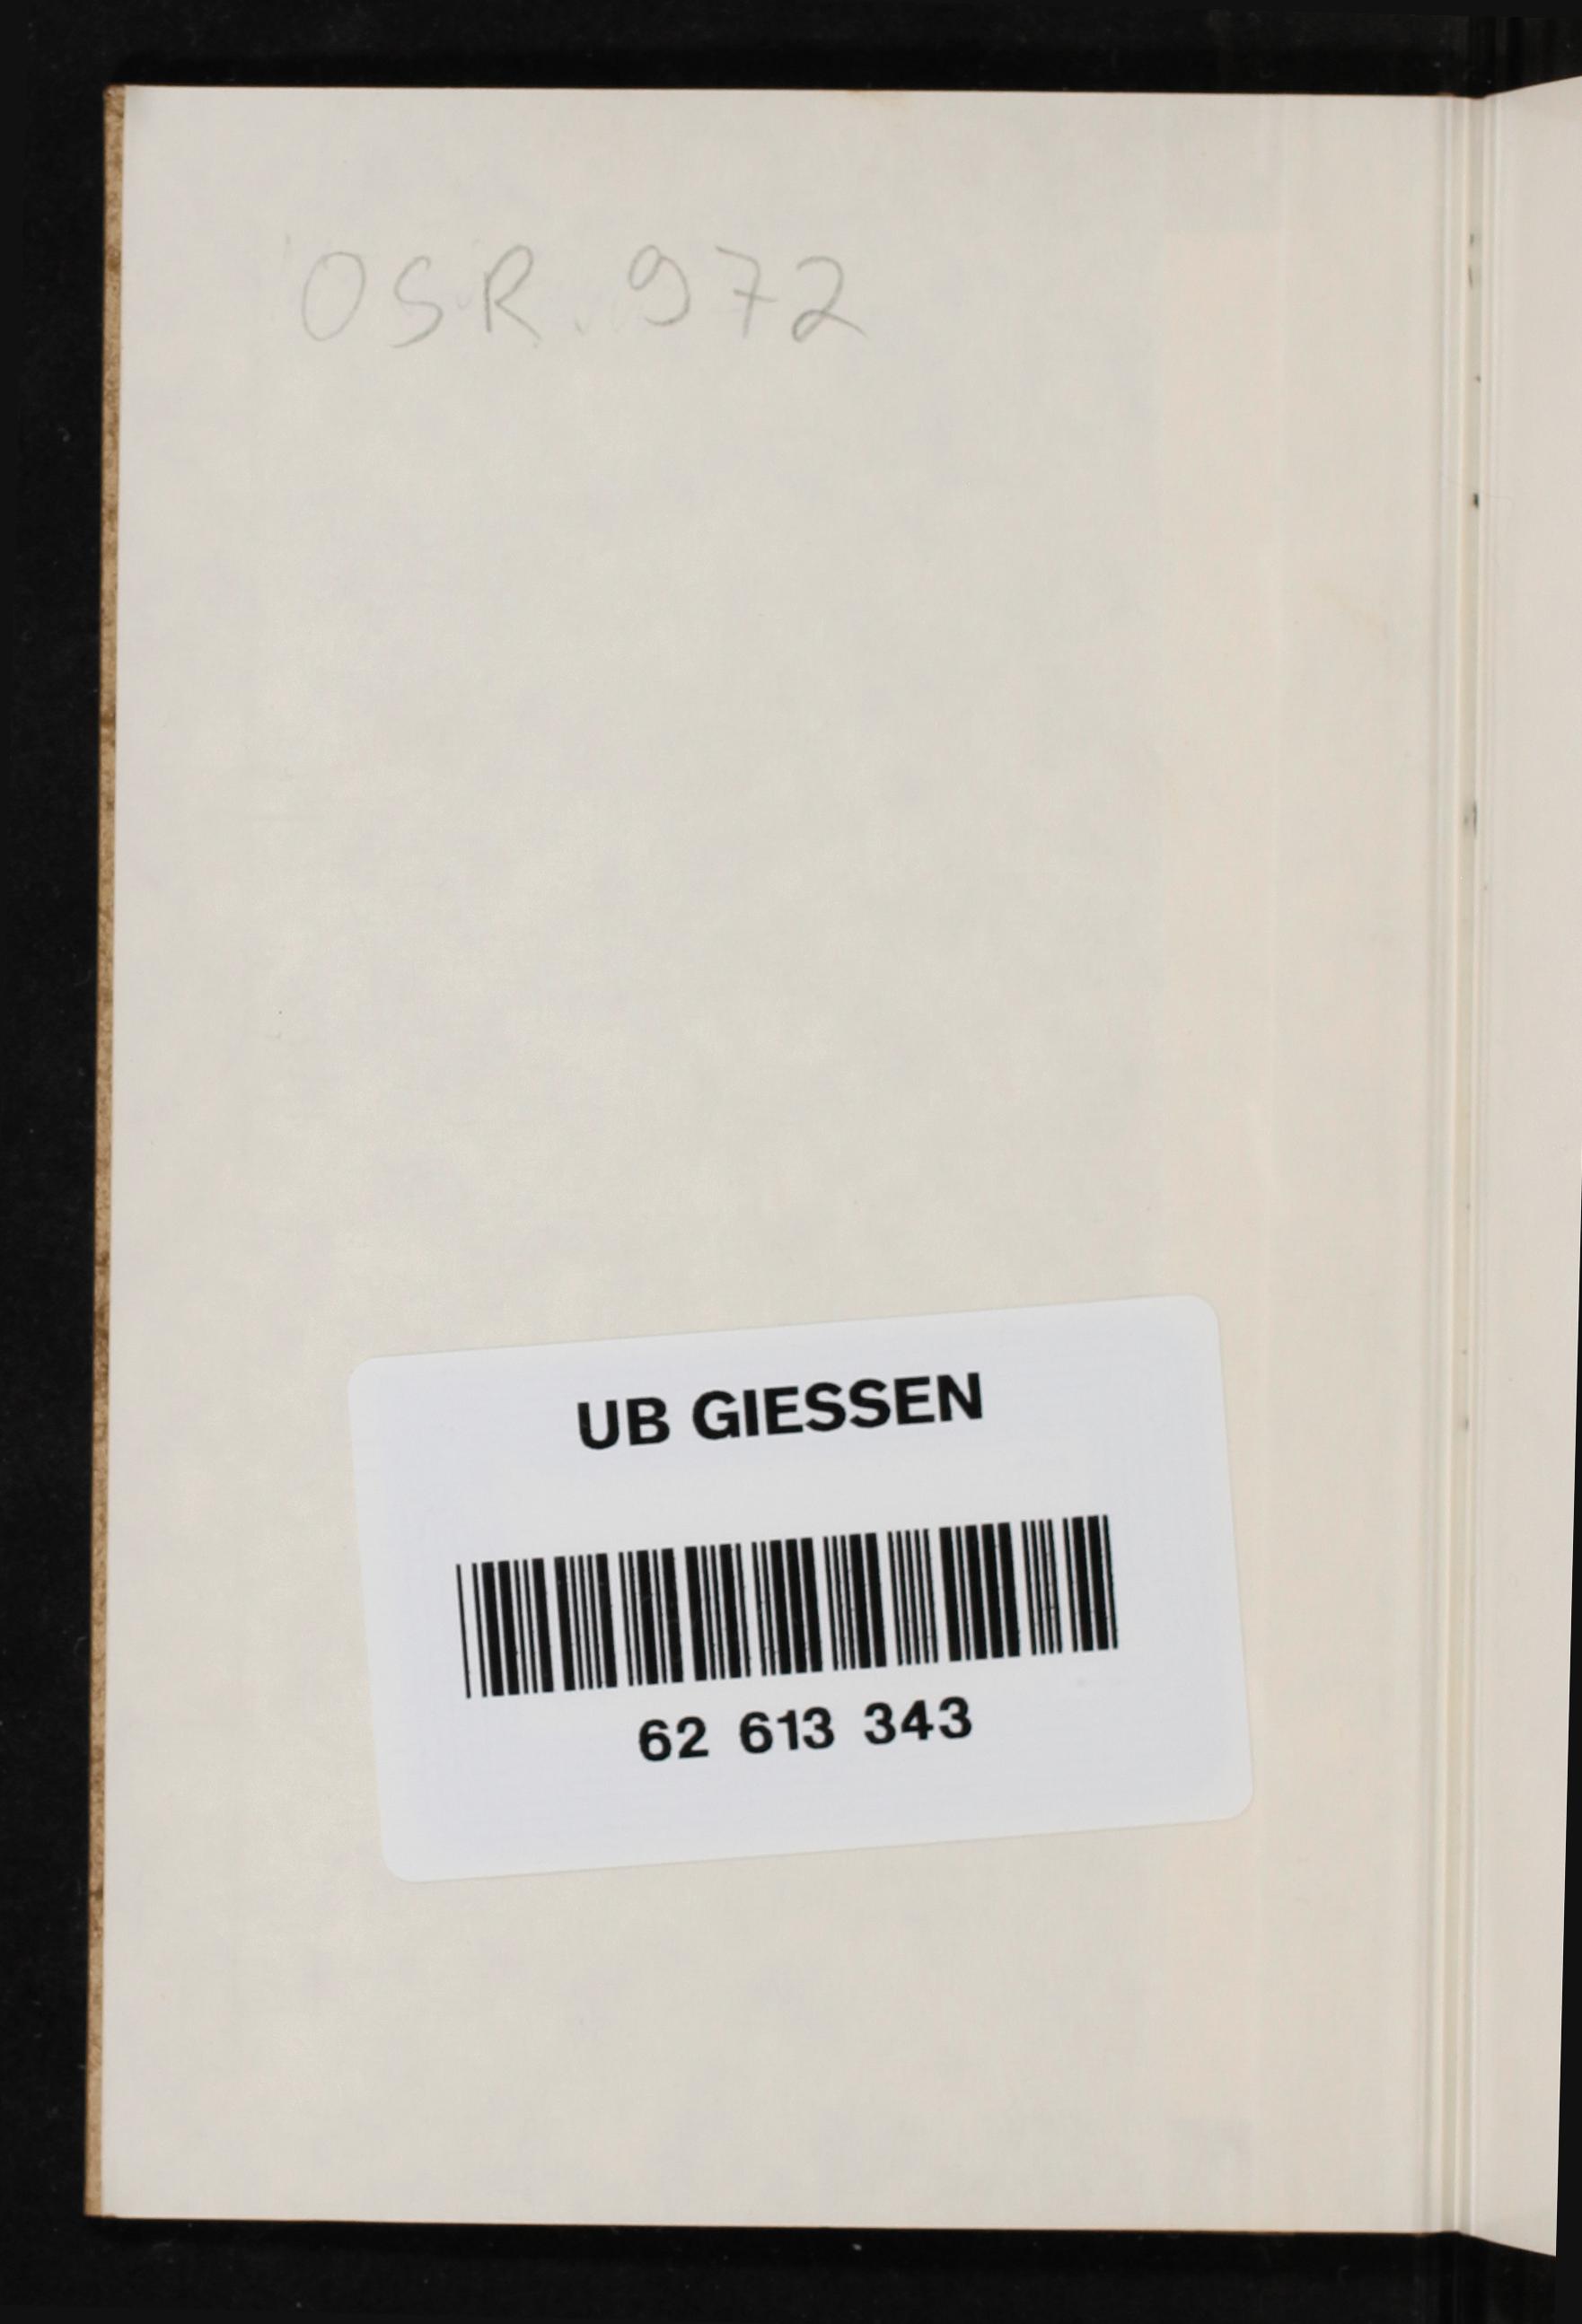 OSR. 972
UB GIESSEN
62 613 343